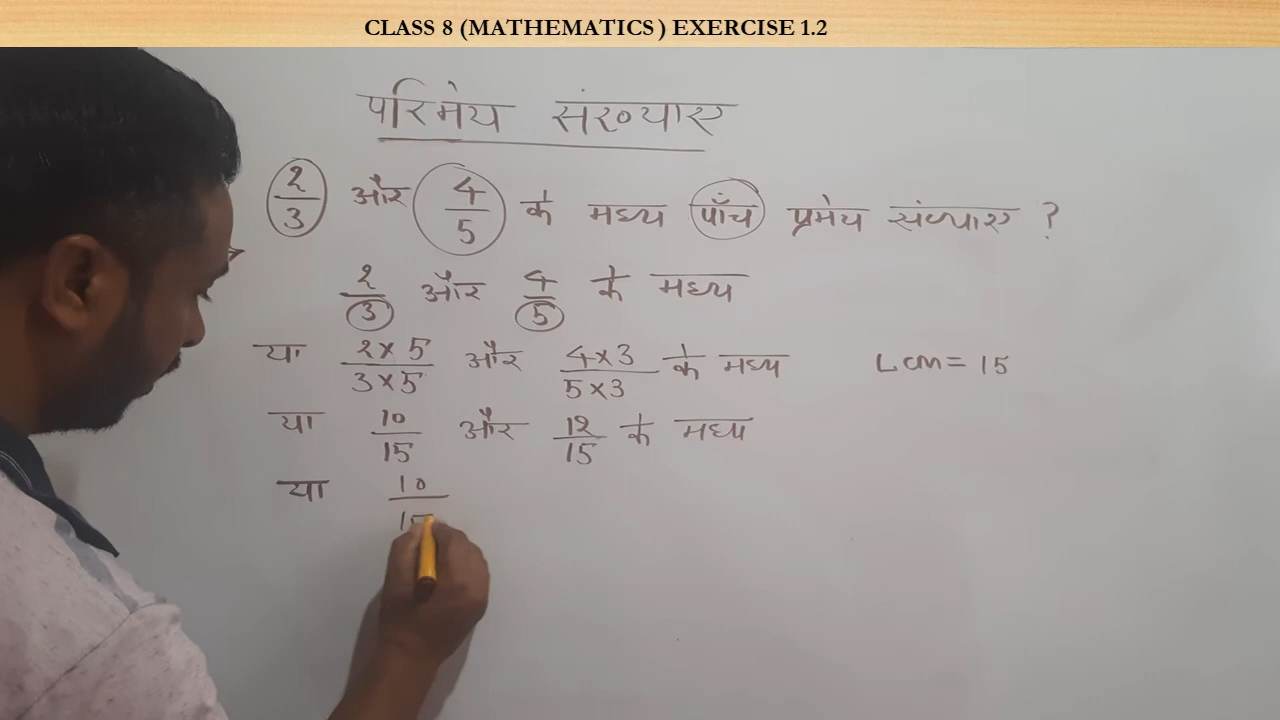 CLASS 8 (MATHEMATICS ) EXERCISE 1.2
परिमेय संख्याएं
2/3 और 4/5 के मध्य पाँच प्रमेय संख्याएं ?
2/3 और 4/5 के मध्य
या 2×5/3×5 और 4×3/5×3 के मध्य Lcm = 15
या 10/15 और 12/15 के मध्य
या 10/15